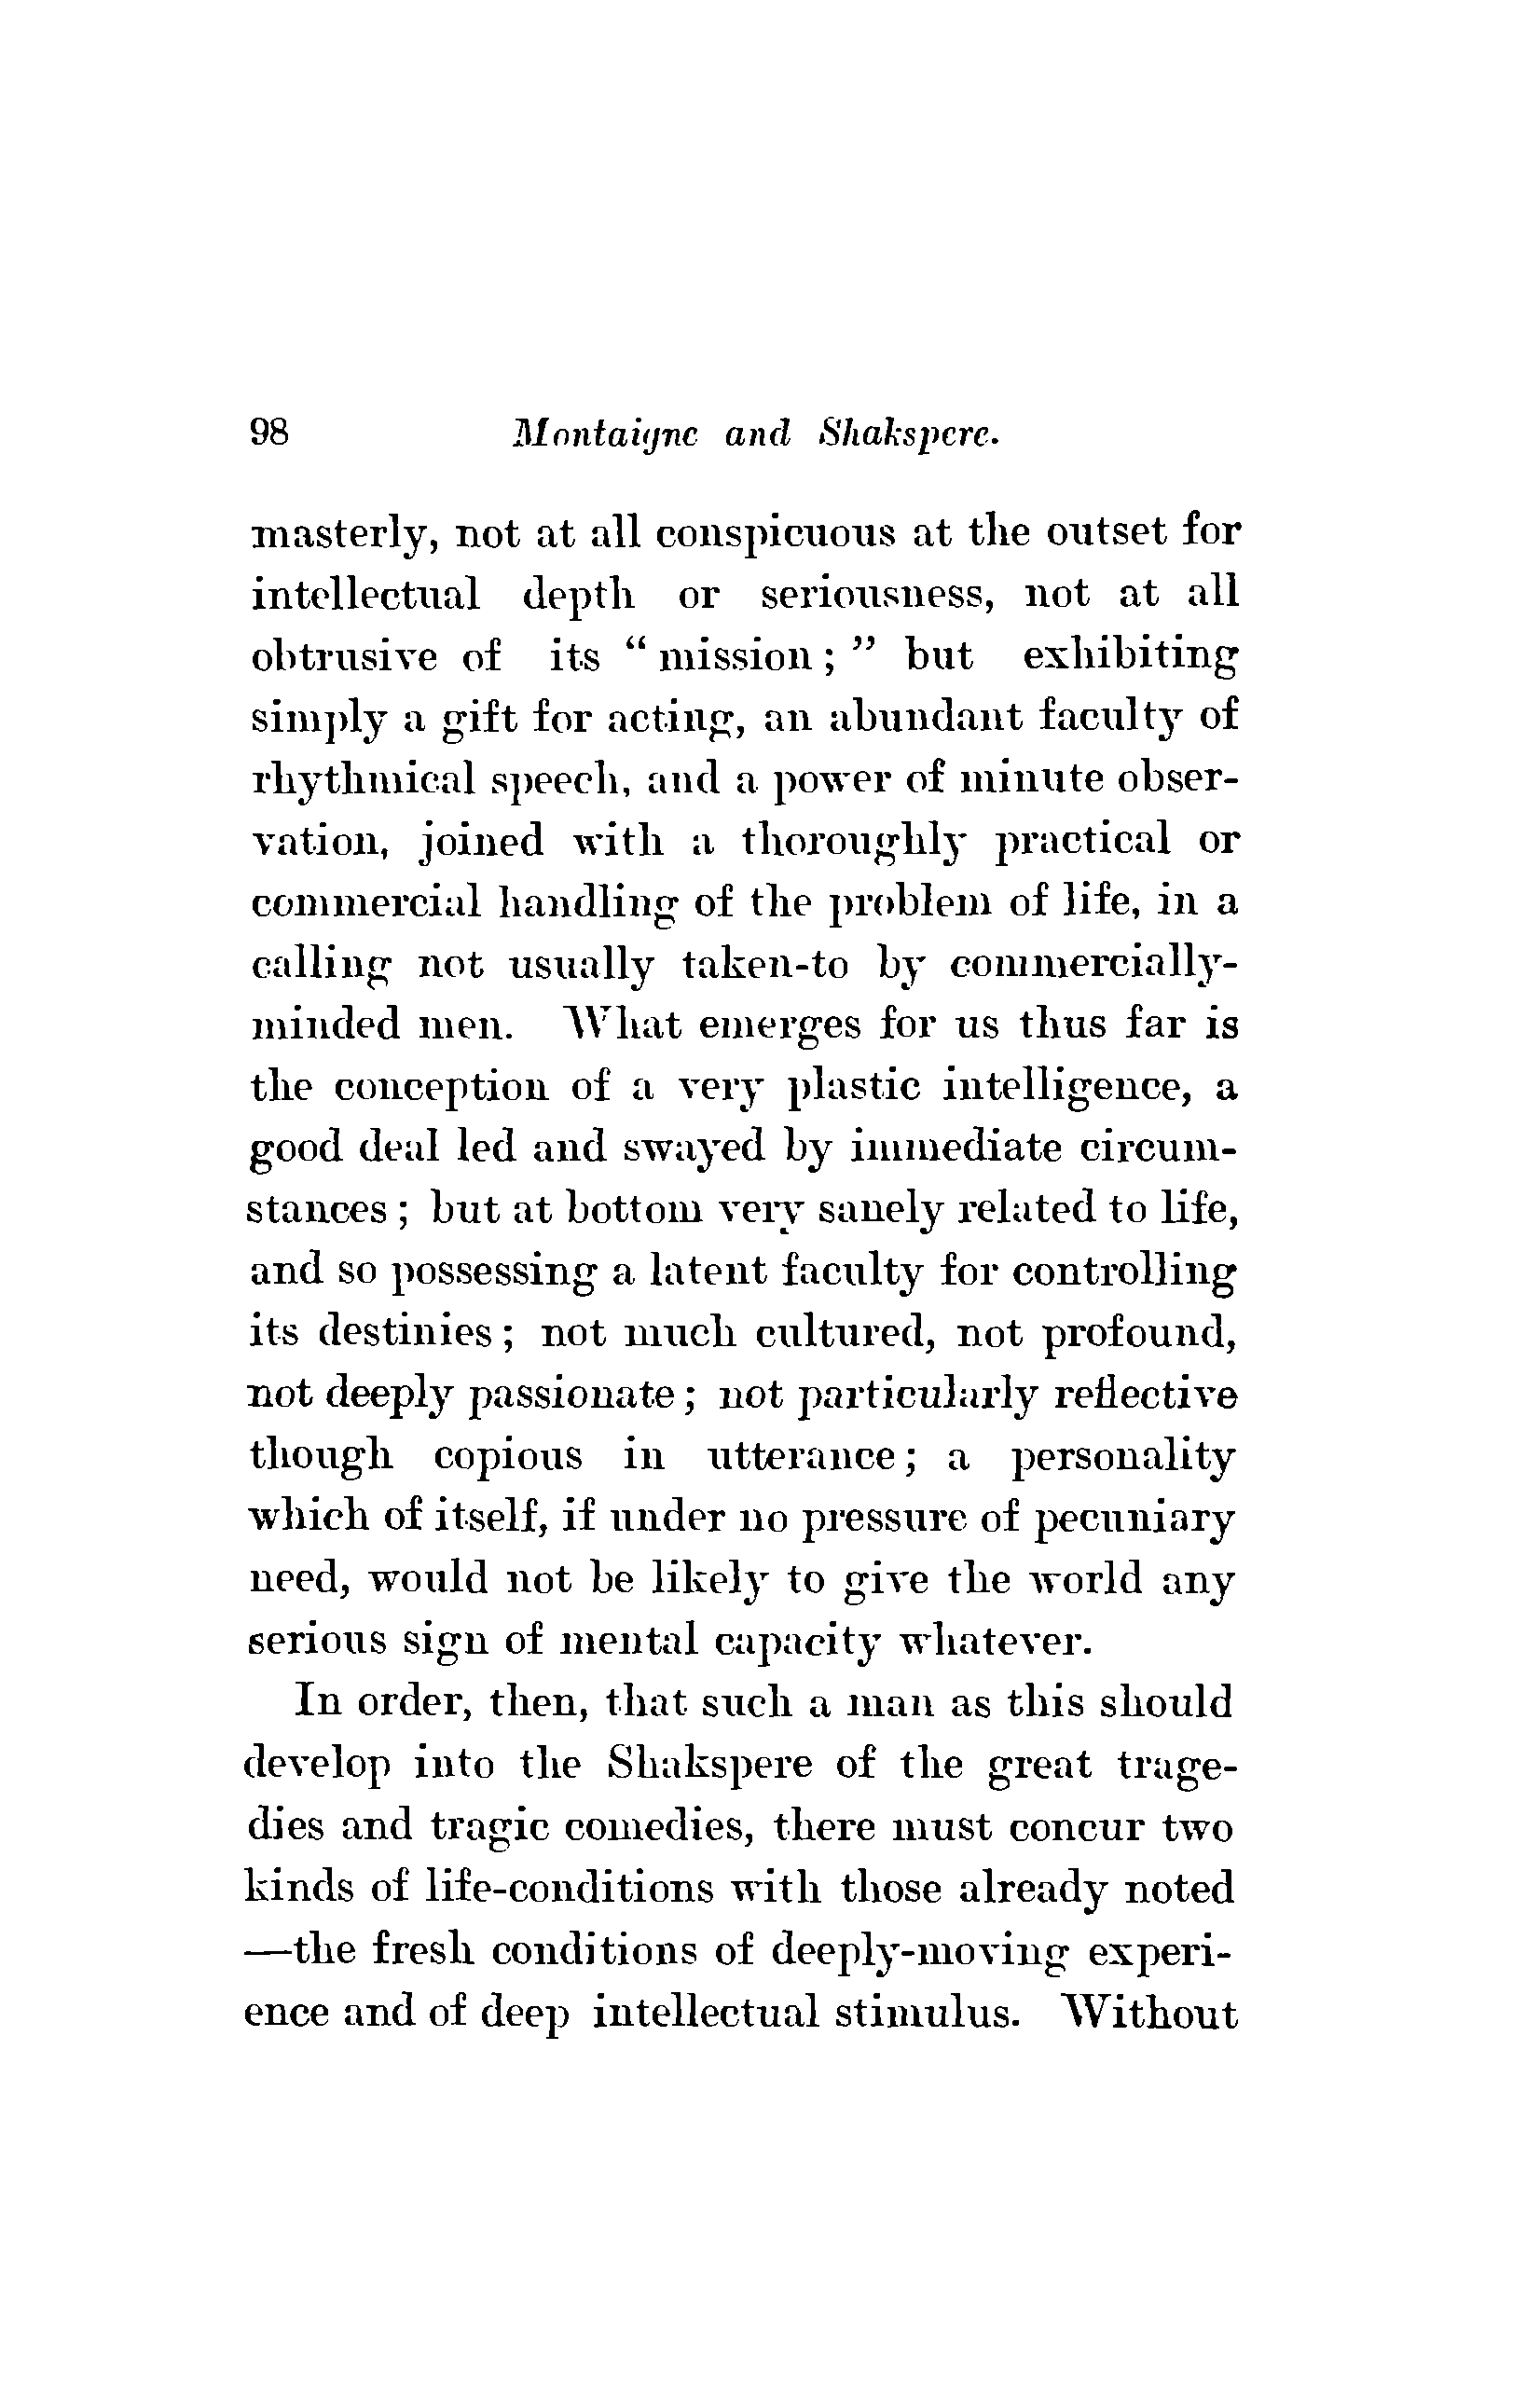 98 Montaigne and Shakspere.
masterly, not at all conspicuous at the outset for
intellectual depth or seriousness, not at all
obtrusive of its “ mission ; ” but exhibiting
simply a gift for acting, an abundant faculty of
rhythmical speech, and a power of minute obser-
vation, joined with a thoroughly practical or
commercial handling of the problem of life, in a
calling not usually taken-to by commercially-
minded men. What emerges for us thus far is
the conception of a very plastic intelligence, a
good deal led and swayed by immediate circum-
stances ; but at bottom very sanely related to life,
and so possessing a latent faculty for controlling
its destinies ; not much cultured, not profound,
not deeply passionate ; not particularly reflective
though copious in utterance ; a personality
which of itself, if under no pressure of pecuniary
need, would not be likely to give the world any
serious sign of mental capacity whatever.
In order, then, that such a man as this should
develop into the Shakspere of the great trage-
dies and tragic comedies, there must concur two
kinds of life-conditions with those already noted
—the fresh conditions of deeply-moving experi-
ence and of deep intellectual stimulus. Without